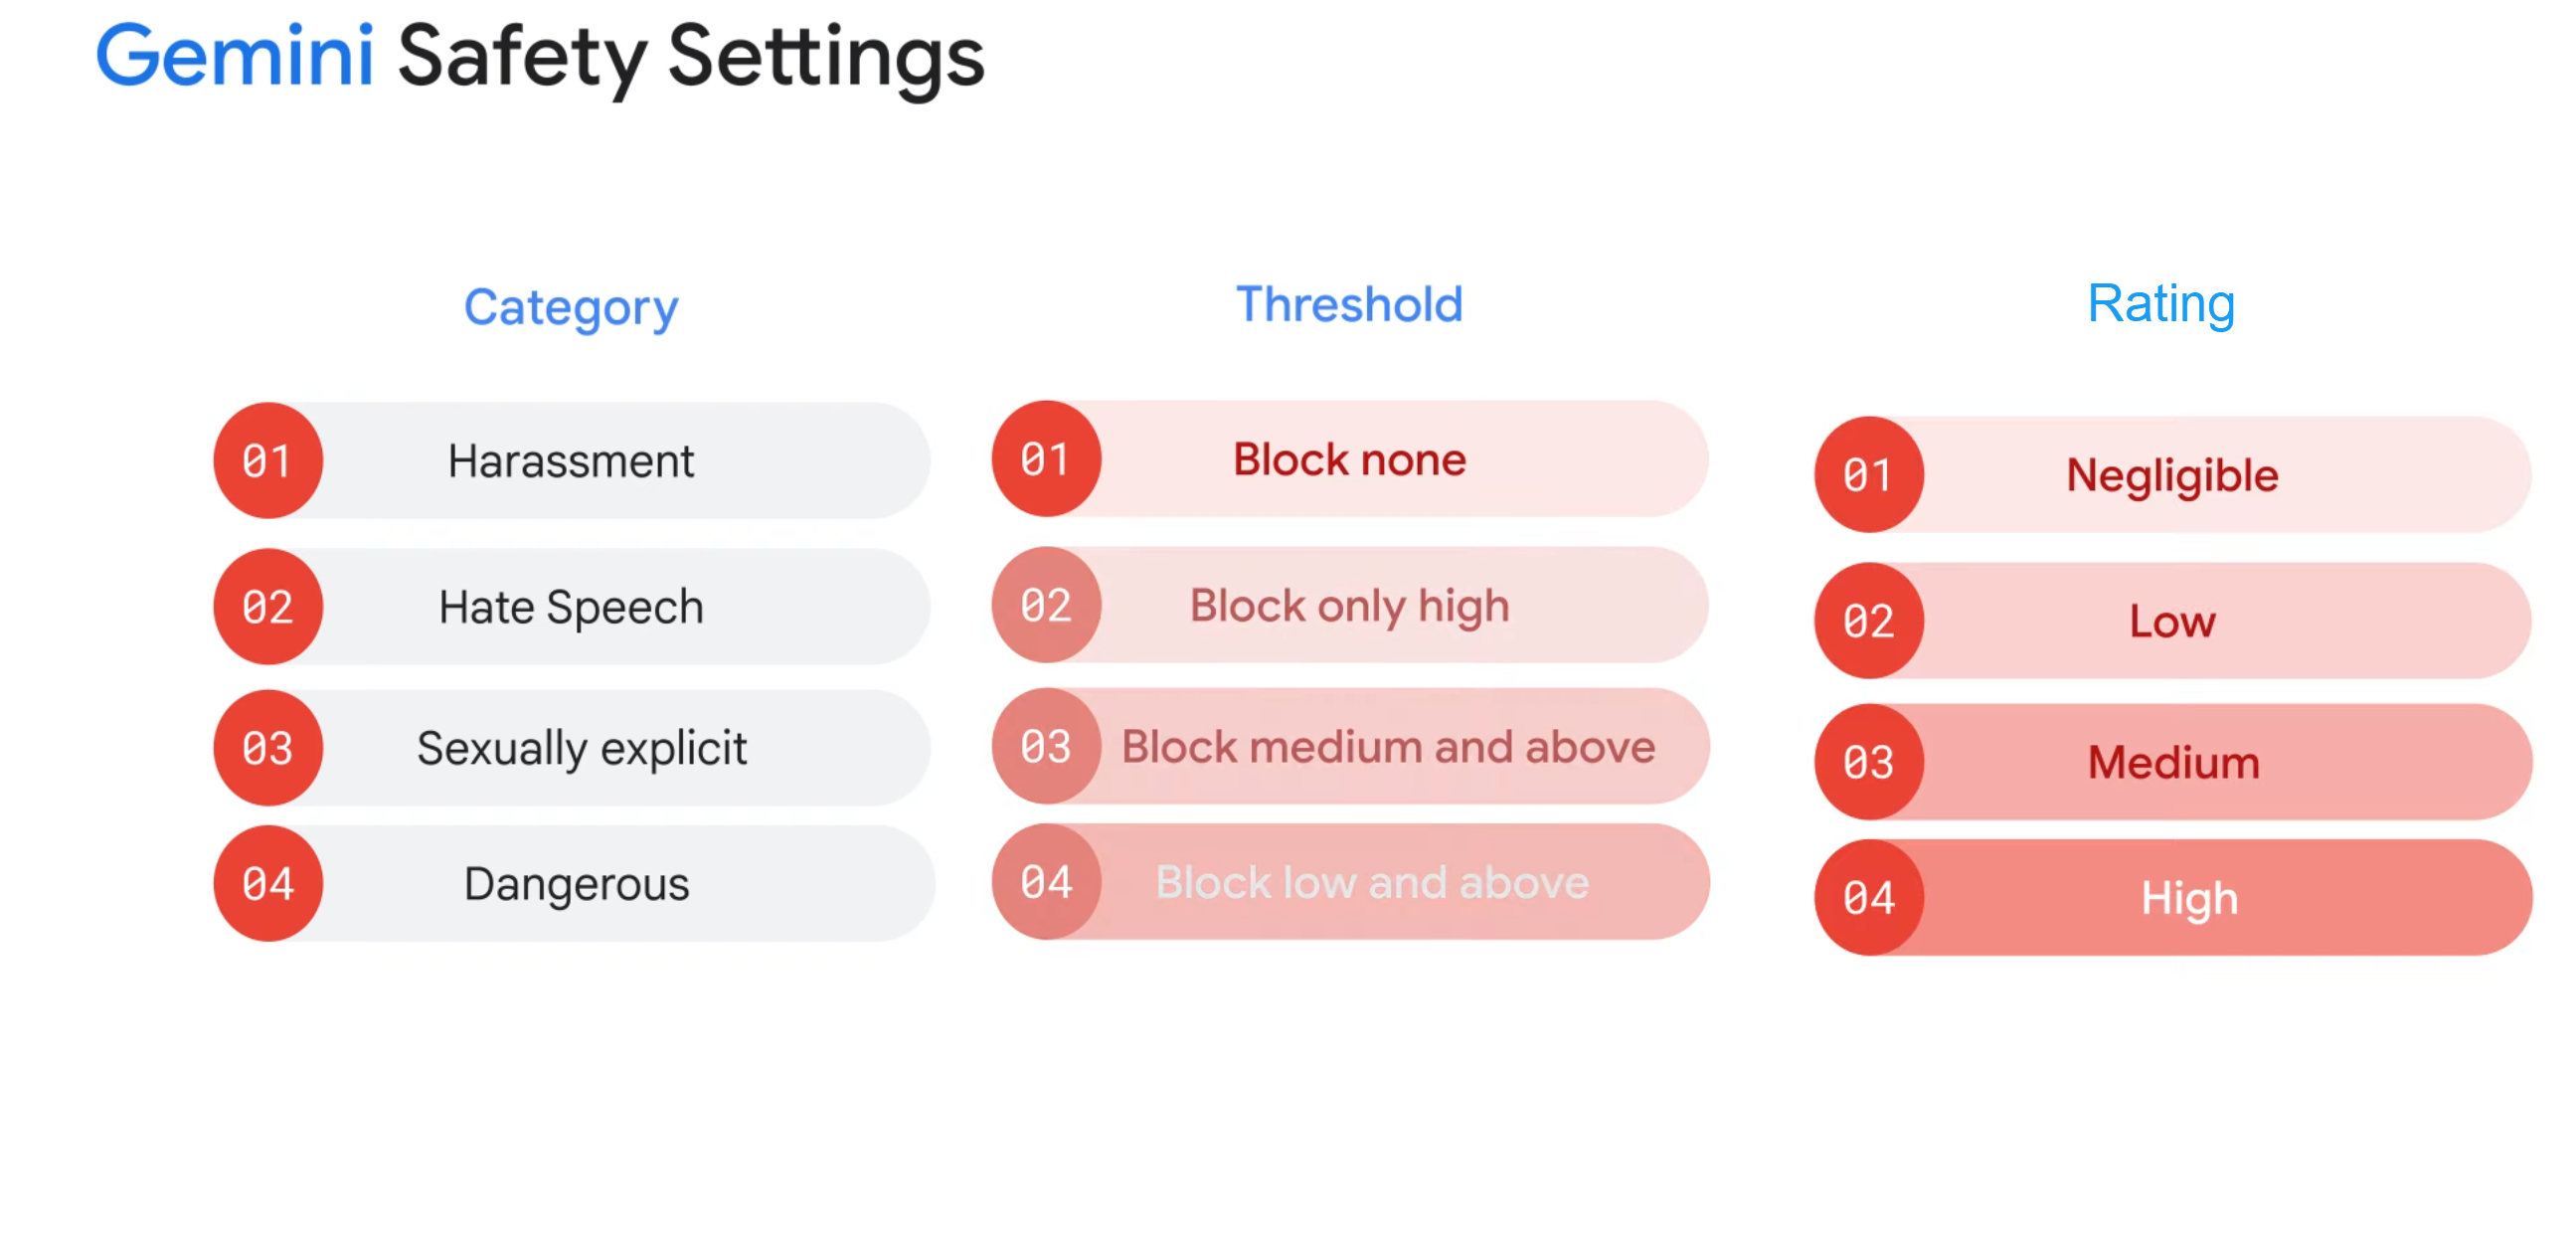 Gemini Safety Settings
Category
01 Harassment
02 Hate Speech
03 Sexually explicit
04 Dangerous
Threshold
01 Block none
02 Block only high
03 Block medium and above
04 Block low and above
Rating
01 Negligible
02 Low
03 Medium
04 High